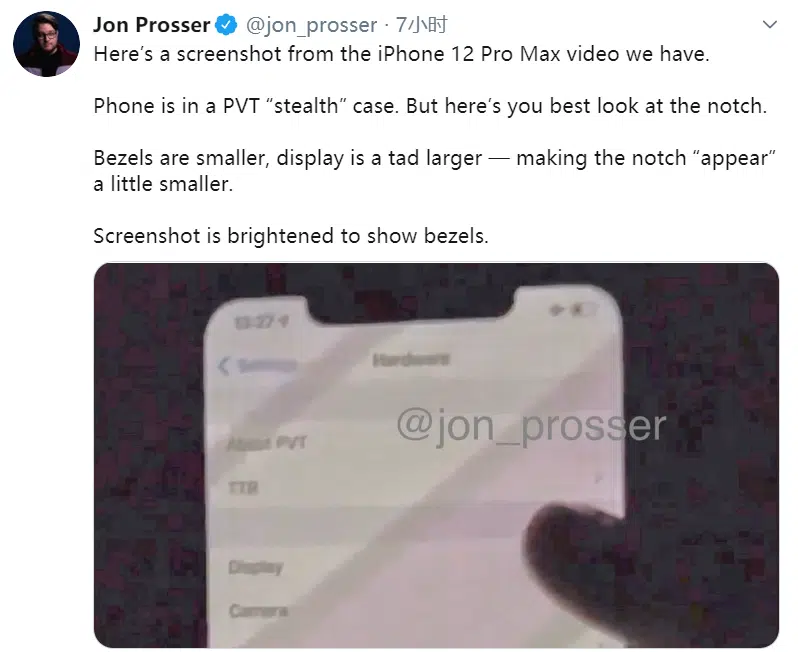 Jon Prosser @jon_prosser · 7小时
Here's a screenshot from the iPhone 12 Pro Max video we have.
Phone is in a PVT “stealth” case. But here's you best look at the notch.
Bezels are smaller, display is a tad larger — making the notch “appear”
a little smaller.
Screenshot is brightened to show bezels.
13:27
Settings
Hardware
@jon_prosser
About PVT
TTR
Display
Camera